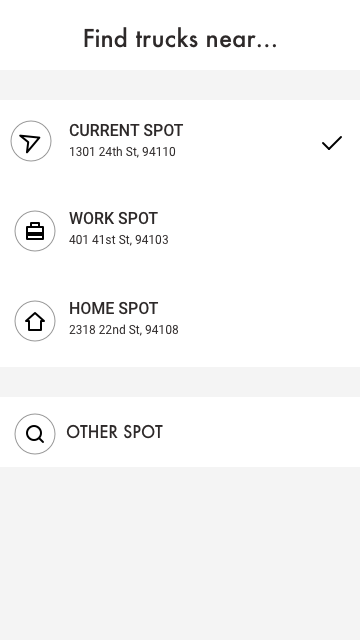 Find trucks near...
CURRENT SPOT
1301 24th St, 94110
WORK SPOT
401 41st St, 94103
HOME SPOT
2318 22nd St, 94108
OTHER SPOT